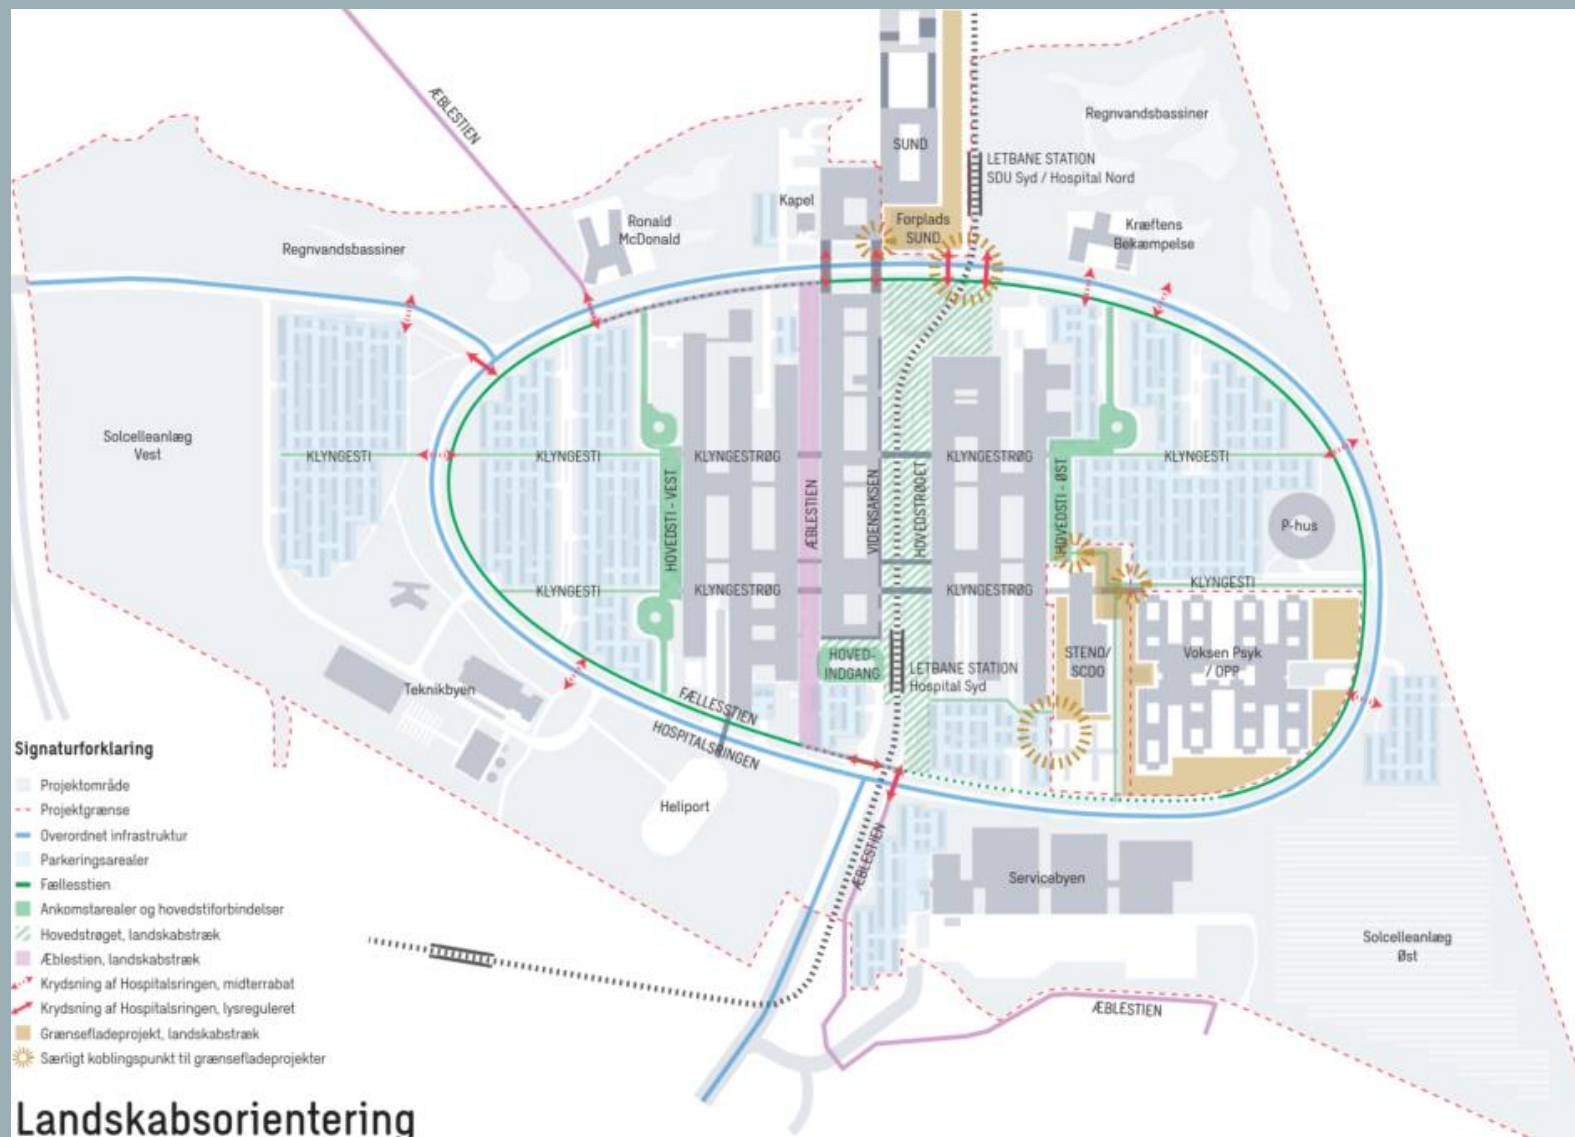 ÆBLESTIEN
Regnvandsbassiner
SUND
LETBANE STATION
SDU Syd / Hospital Nord
Kapel
Ronald
McDonald
Forplads
SUND
Kræftens
Bekæmpelse
Regnvandsbassiner
Solcelleanlæg
Vest
KLYNGESTI
KLYNGESTI
KLYNGESTRØG
KLYNGESTRØG
KLYNGESTI
HOVEDSTI - VEST
ÆBLESTIEN
VIDENSAKSEN
HOVEDSTRØGET
HOVEDSTI - ØST
P-hus
KLYNGESTI
KLYNGESTRØG
KLYNGESTRØG
KLYNGESTI
HOVED-
INDGANG
LETBANE STATION
Hospital Syd
STENO/
SCOO
Voksen Psyk
/ OPP
Teknikbyen
FÆLLESSTIEN
HOSPITALSRINGEN
Heliport
ÆBLESTIEN
Servicebyen
Solcelleanlæg
Øst
ÆBLESTIEN
Signaturforklaring
Projektområde
Projektgrænse
Overordnet infrastruktur
Parkeringsarealer
Fællesstien
Ankomstarealer og hovedstiforbindelser
Hovedstrøget, landskabstræk
Æblestien, landskabstræk
Krydsning af Hospitalsringen, midterrabat
Krydsning af Hospitalsringen, lysreguleret
Grænsefladeprojekt, landskabstræk
Særligt koblingspunkt til grænsefladeprojekter
Landskabsorientering